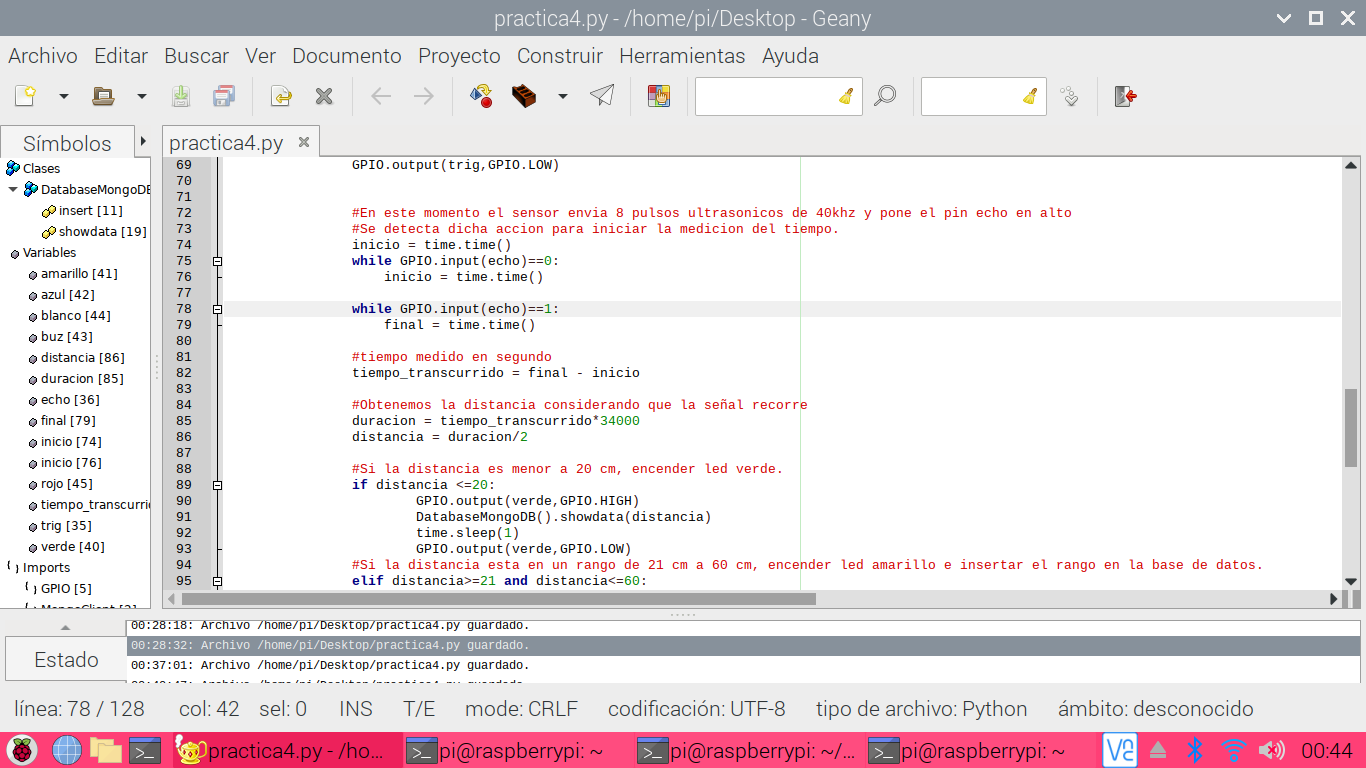 practica4.py - /home/pi/Desktop - Geany
Archivo Editar Buscar Ver Documento Proyecto Construir Herramientas Ayuda
Símbolos
practica4.py
Clases
DatabaseMongoDB
insert [11]
showdata [19]
Variables
amarillo [41]
azul [42]
blanco [44]
buz [43]
distancia [86]
duracion [85]
echo [36]
final [79]
inicio [74]
inicio [76]
rojo [45]
tiempo_transcurrid
trig [35]
verde [40]
Imports
GPIO [5]
69 GPIO.output(trig,GPIO.LOW)
70
71
72 #En este momento el sensor envia 8 pulsos ultrasonicos de 40khz y pone el pin echo en alto
73 #Se detecta dicha accion para iniciar la medicion del tiempo.
74 inicio = time.time()
75 while GPIO.input(echo)==0:
76 inicio = time.time()
77
78 while GPIO.input(echo)==1:
79 final = time.time()
80
81 #tiempo medido en segundo
82 tiempo_transcurrido = final - inicio
83
84 #Obtenemos la distancia considerando que la señal recorre
85 duracion = tiempo_transcurrido*34000
86 distancia = duracion/2
87
88 #Si la distancia es menor a 20 cm, encender led verde.
89 if distancia <=20:
90 GPIO.output(verde,GPIO.HIGH)
91 DatabaseMongoDB().showdata(distancia)
92 time.sleep(1)
93 GPIO.output(verde,GPIO.LOW)
94 #Si la distancia esta en un rango de 21 cm a 60 cm, encender led amarillo e insertar el rango en la base de datos.
95 elif distancia>=21 and distancia<=60:
Estado
00:28:18: Archivo /home/pi/Desktop/practica4.py guardado.
00:28:32: Archivo /home/pi/Desktop/practica4.py guardado.
00:37:01: Archivo /home/pi/Desktop/practica4.py guardado.
línea: 78 / 128 col: 42 sel: 0 INS T/E mode: CRLF codificación: UTF-8 tipo de archivo: Python ámbito: desconocido
practica4.py - /ho... pi@raspberrypi: ~ pi@raspberrypi: ~/... pi@raspberrypi: ~ 00:44